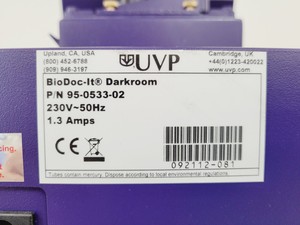 Upland, CA, USA
(800) 452-6788
(909) 946-3197
UVP
Cambridge, UK
+44(0)1223-420022
www.uvp.com
BioDoc-It® Darkroom
P/N 95-0533-02
230V~50Hz
1.3 Amps
092112-081
Tubes contain mercury. Dispose according to local environmental regulations.